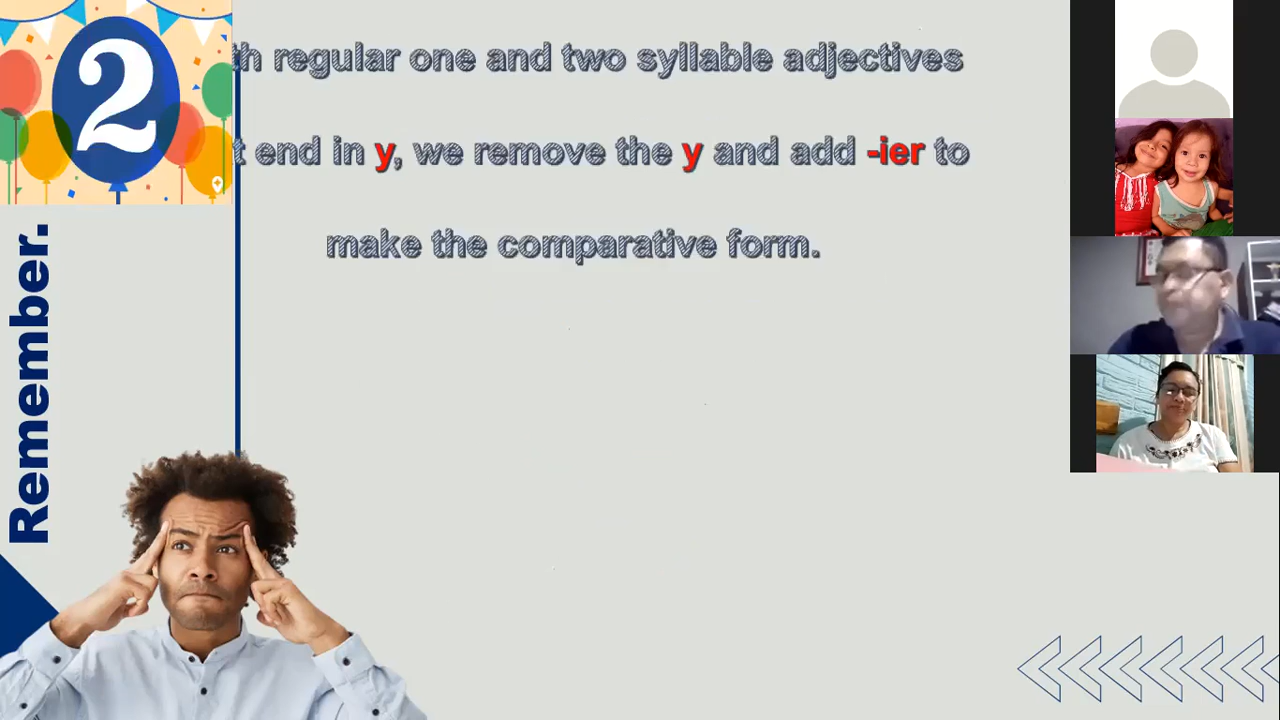 2
th regular one and two syllable adjectives
t end in y, we remove the y and add -ier to
make the comparative form.
Remember.